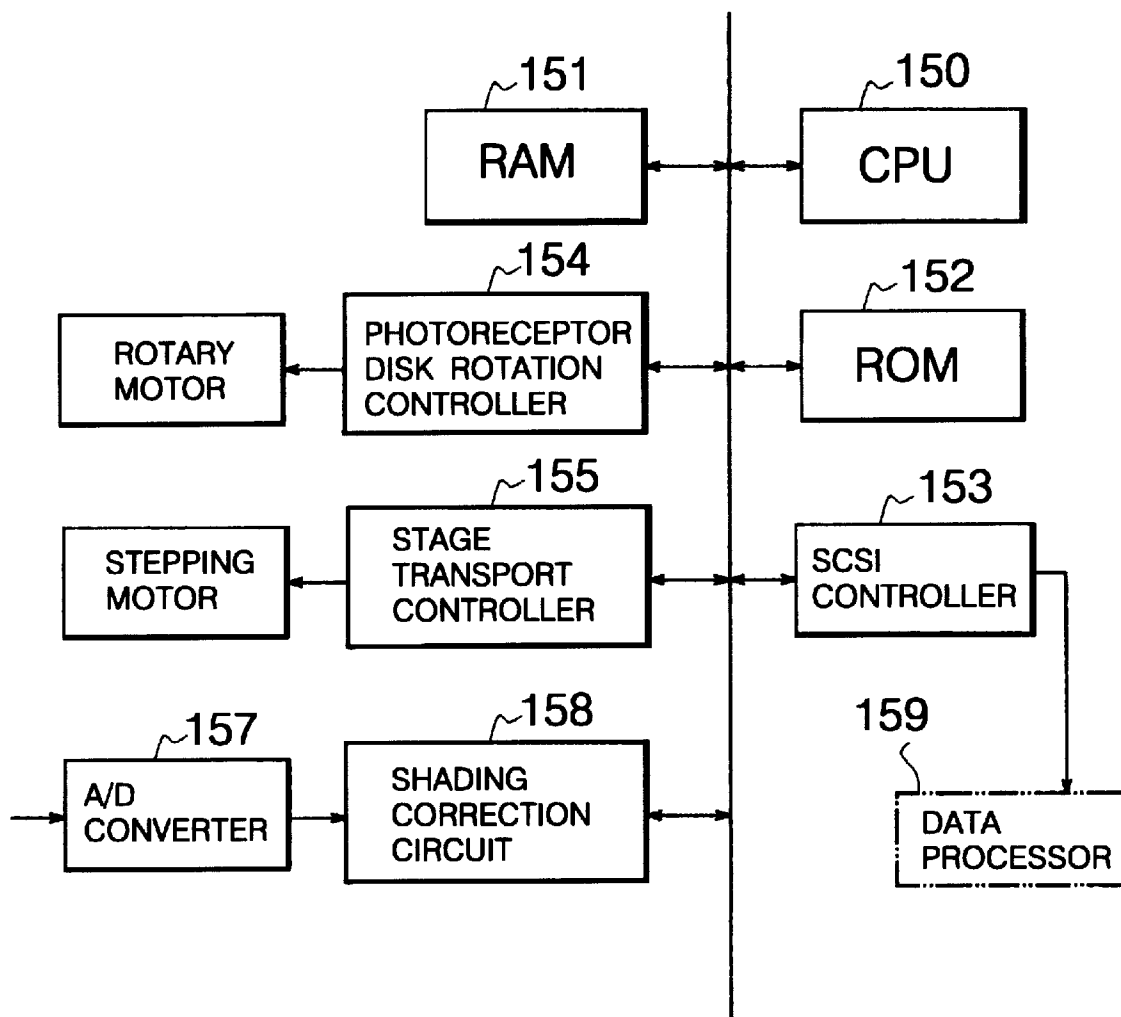 151
RAM
150
CPU
154
PHOTORECEPTOR
DISK ROTATION
CONTROLLER
ROTARY
MOTOR
152
ROM
155
STAGE
TRANSPORT
CONTROLLER
STEPPING
MOTOR
153
SCSI
CONTROLLER
157
A/D
CONVERTER
158
SHADING
CORRECTION
CIRCUIT
159
DATA
PROCESSOR